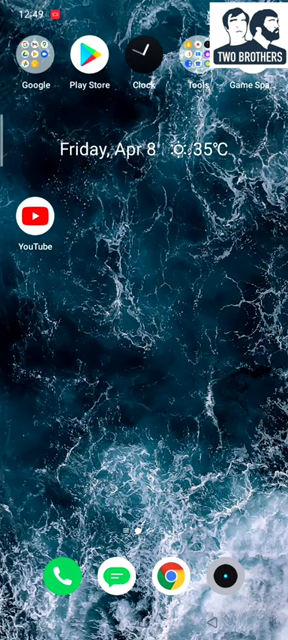 12:49
TWO BROTHERS
Google
Play Store
Clock
Tools
Game Spa
Friday, Apr 8 35°C
YouTube